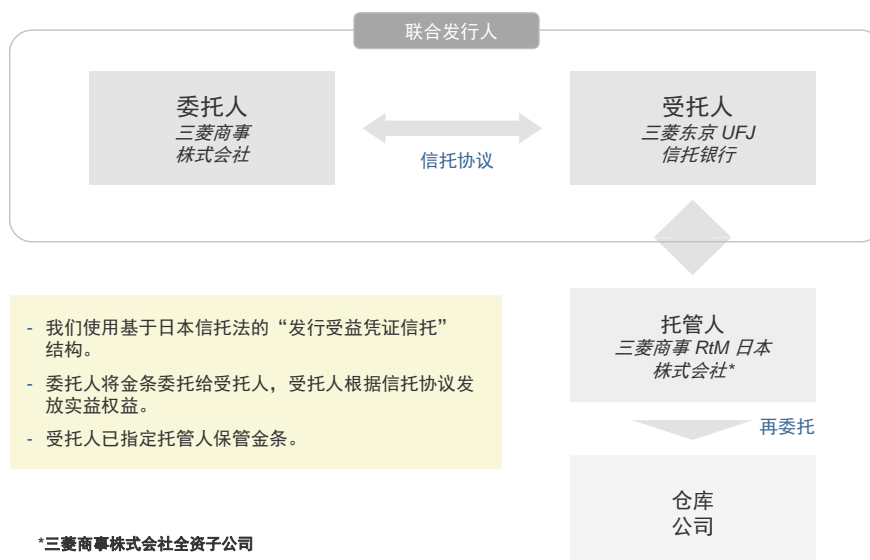 联合发行人
委托人
三菱商事
株式会社
信托协议
受托人
三菱东京 UFJ
信托银行
- 我们使用基于日本信托法的“发行受益凭证信托”
结构。
- 委托人将金条委托给受托人，受托人根据信托协议发
放实益权益。
- 受托人已指定托管人保管金条。
托管人
三菱商事 RtM 日本
株式会社*
再委托
仓库
公司
*三菱商事株式会社全资子公司